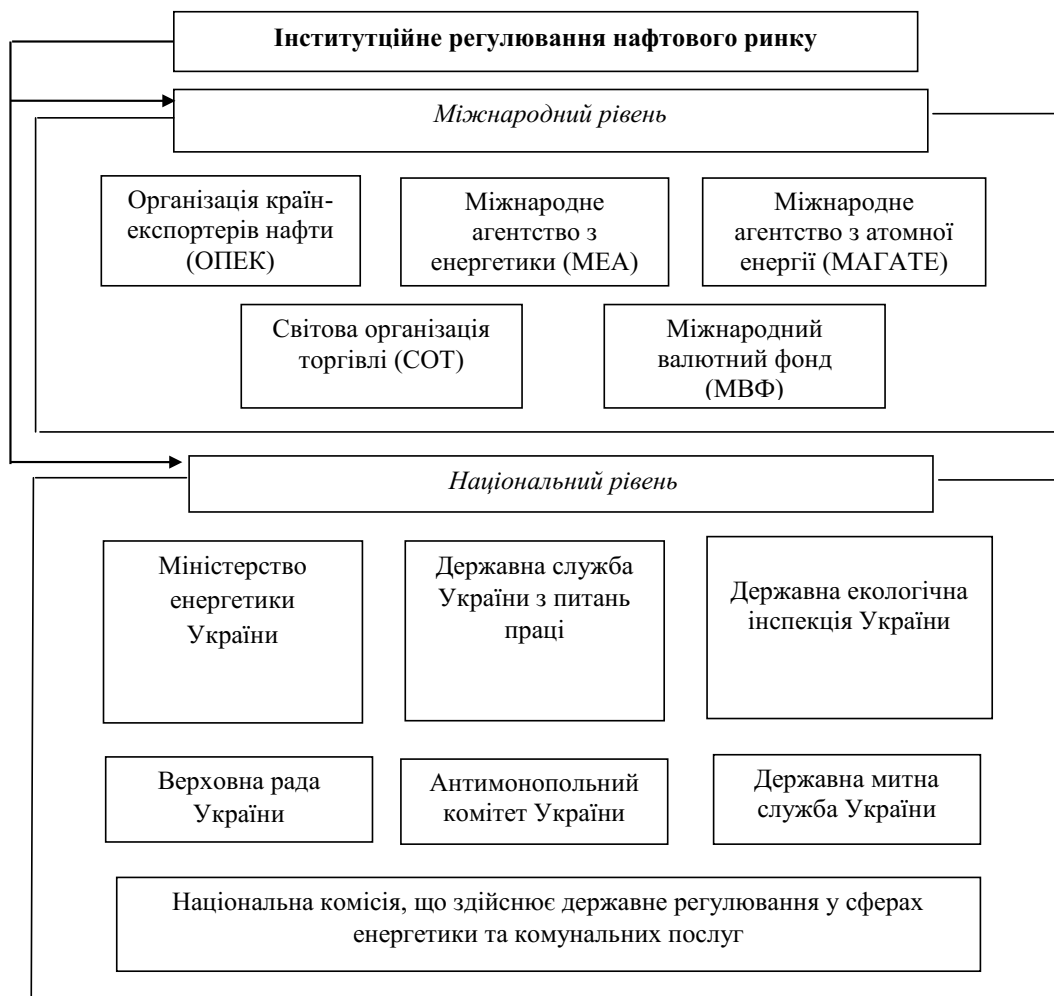 Інститутційне регулювання нафтового ринку
Міжнародний рівень
Організація країн-
експортерів нафти
(ОПЕК)
Міжнародне
агентство з
енергетики (МЕА)
Міжнародне
агентство з атомної
енергії (МАГАТЕ)
Світова організація
торгівлі (СОТ)
Міжнародний
валютний фонд
(МВФ)
Національний рівень
Міністерство
енергетики
України
Державна служба
України з питань
праці
Державна екологічна
інспекція України
Верховна рада
України
Антимонопольний
комітет України
Державна митна
служба України
Національна комісія, що здійснює державне регулювання у сферах
енергетики та комунальних послуг